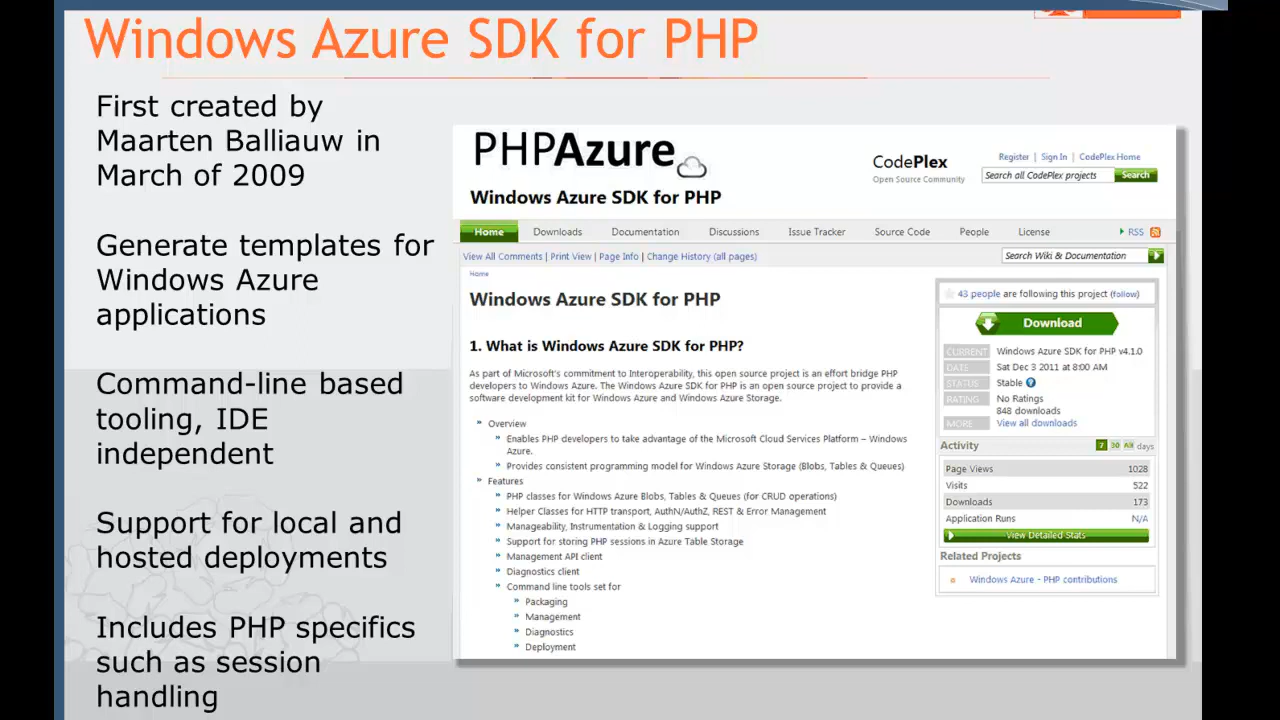 Windows Azure SDK for PHP
First created by
Maarten Balliauw in
March of 2009
Generate templates for
Windows Azure
applications
Command-line based
tooling, IDE
independent
Support for local and
hosted deployments
Includes PHP specifics
such as session
handling
PHPAzure
Windows Azure SDK for PHP
CodePlex
Open Source Community
Register | Sign In | CodePlex Home
Search all CodePlex projects Search
Home Downloads Documentation Discussions Issue Tracker Source Code People License RSS
View All Comments | Print View | Page Info | Change History (all pages)
Search Wiki & Documentation
Home
Windows Azure SDK for PHP
1. What is Windows Azure SDK for PHP?
As part of Microsoft's commitment to Interoperability, this open source project is an effort bridge PHP
developers to Windows Azure. The Windows Azure SDK for PHP is an open source project to provide a
software development kit for Windows Azure and Windows Azure Storage.
Overview
Enables PHP developers to take advantage of the Microsoft Cloud Services Platform – Windows
Azure.
Provides consistent programming model for Windows Azure Storage (Blobs, Tables & Queues)
Features
PHP classes for Windows Azure Blobs, Tables & Queues (for CRUD operations)
Helper Classes for HTTP transport, AuthN/AuthZ, REST & Error Management
Manageability, Instrumentation & Logging support
Support for storing PHP sessions in Azure Table Storage
Management API client
Diagnostics client
Command line tools set for
Packaging
Management
Diagnostics
Deployment
43 people are following this project (follow)
Download
CURRENT Windows Azure SDK for PHP v4.1.0
DATE Sat Dec 3 2011 at 8:00 AM
STATUS Stable
RATING No Ratings
848 downloads
MORE View all downloads
Activity 7 30 All days
Page Views 1028
Visits 522
Downloads 173
Application Runs N/A
View Detailed Stats
Related Projects
Windows Azure - PHP contributions